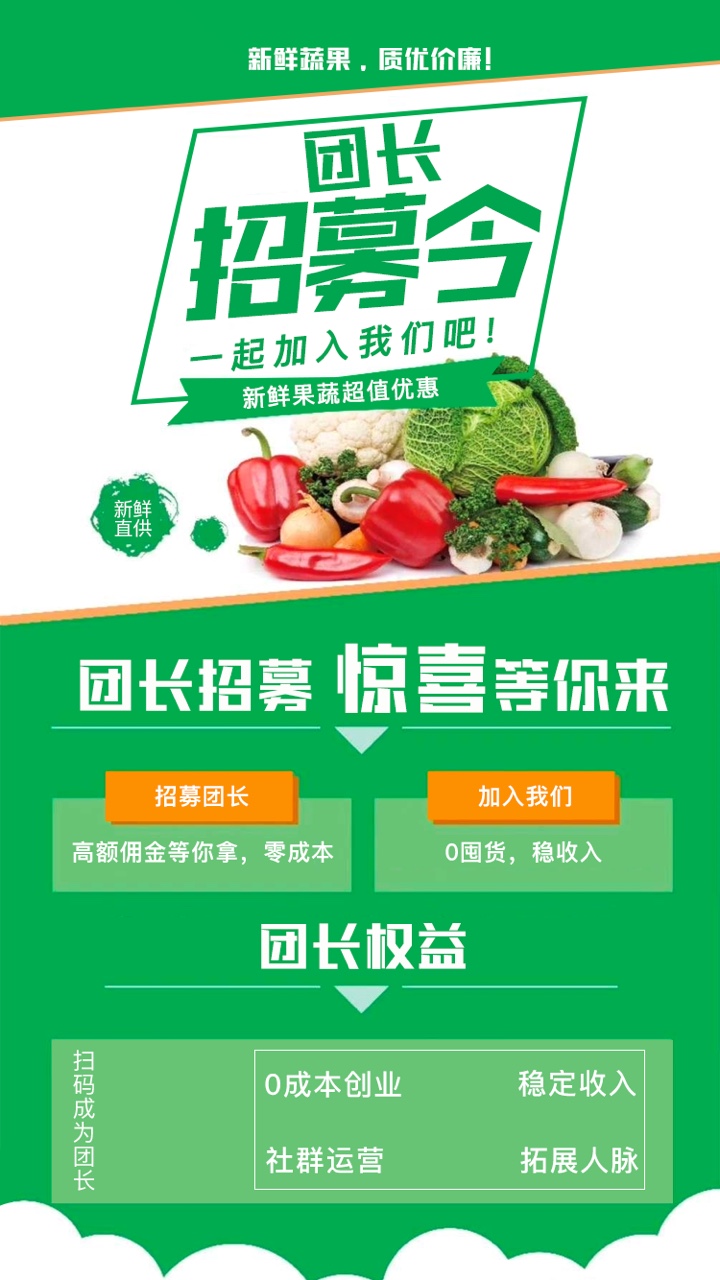 新鲜蔬果，质优价廉！
团长
招募令
一起加入我们吧！
新鲜果蔬超值优惠
新鲜
直供
团长招募 惊喜等你来
招募团长
高额佣金等你拿，零成本
加入我们
0囤货，稳收入
团长权益
扫码成为团长
0成本创业
稳定收入
社群运营
拓展人脉